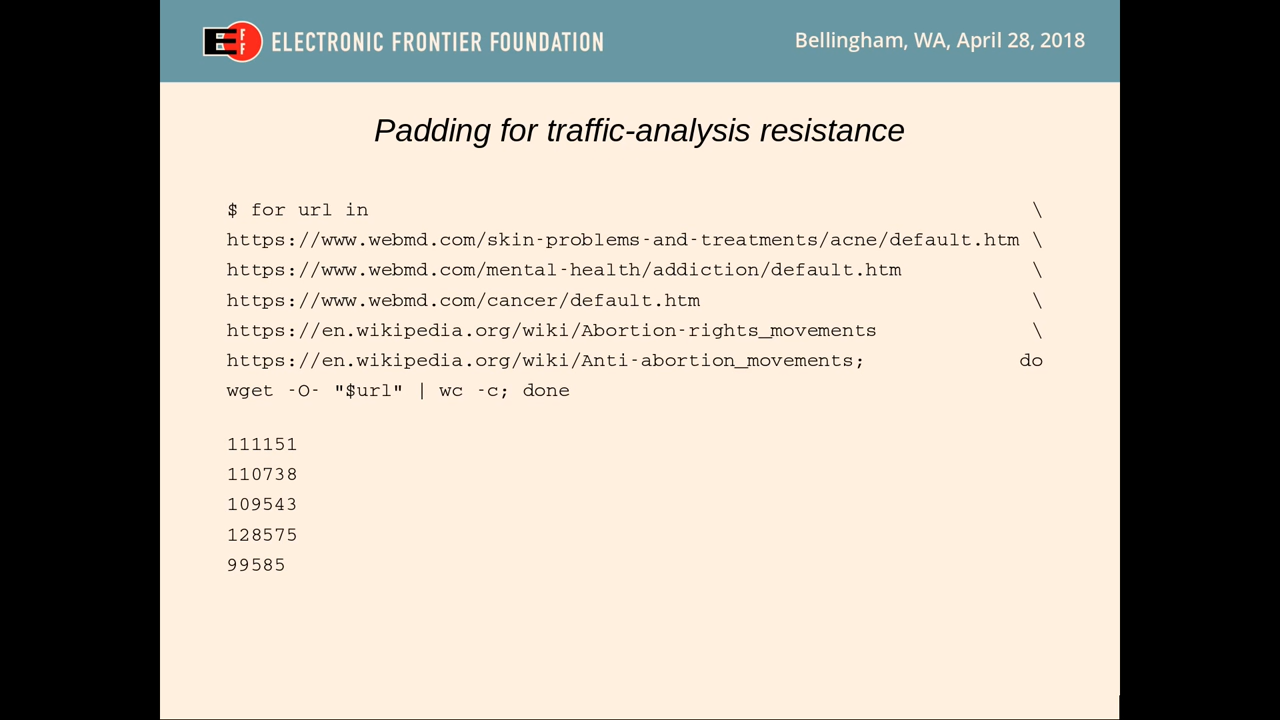 EFF ELECTRONIC FRONTIER FOUNDATION
Bellingham, WA, April 28, 2018
Padding for traffic-analysis resistance
$ for url in \
https://www.webmd.com/skin-problems-and-treatments/acne/default.htm \
https://www.webmd.com/mental-health/addiction/default.htm \
https://www.webmd.com/cancer/default.htm \
https://en.wikipedia.org/wiki/Abortion-rights_movements \
https://en.wikipedia.org/wiki/Anti-abortion_movements; do
wget -O- "$url" | wc -c; done
111151
110738
109543
128575
99585